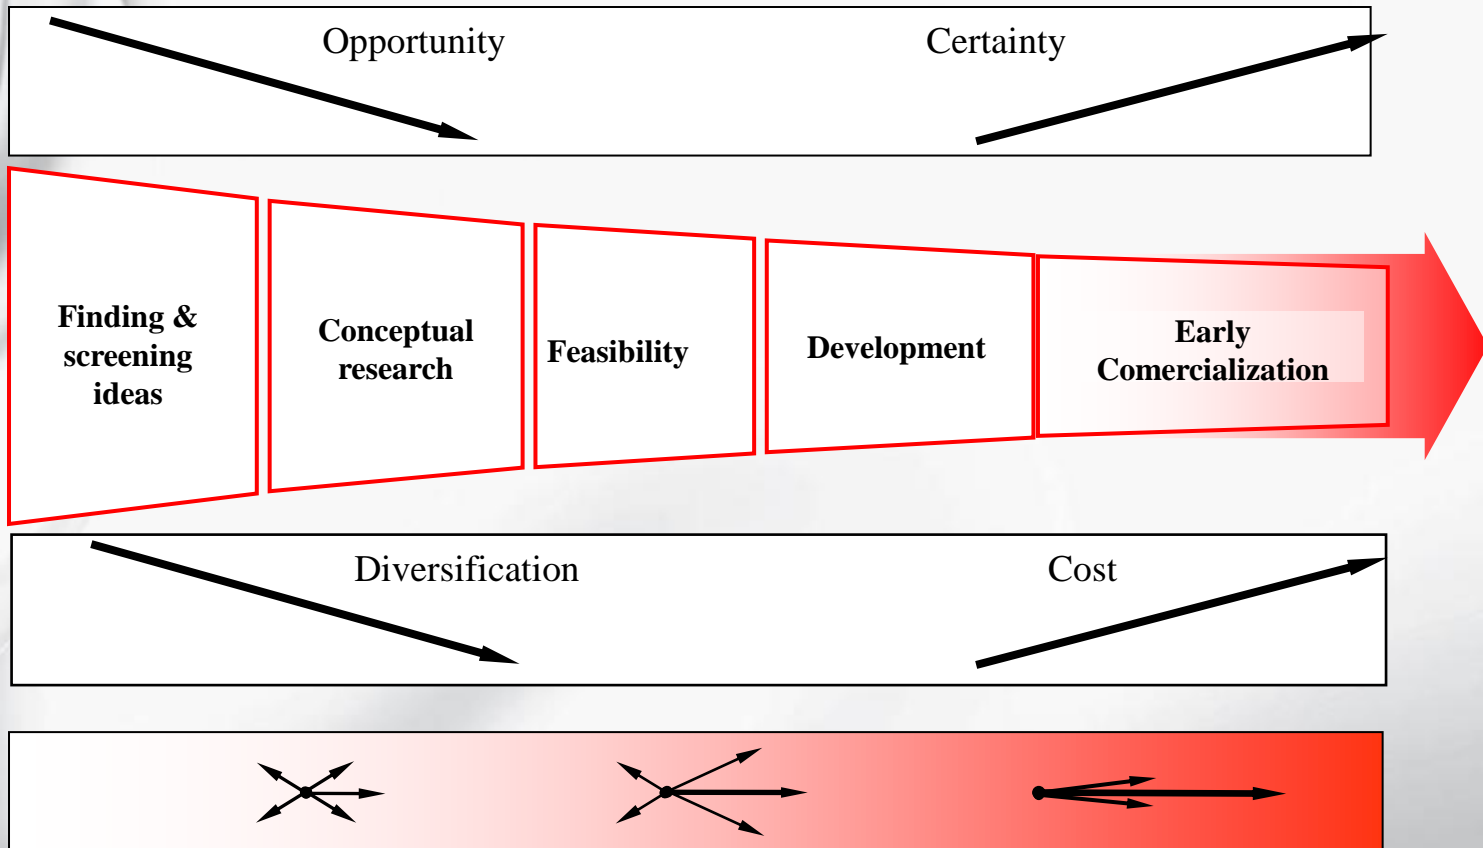 Opportunity
Certainty
Finding &
screening
ideas
Conceptual
research
Feasibility
Development
Early
Comercialization
Diversification
Cost